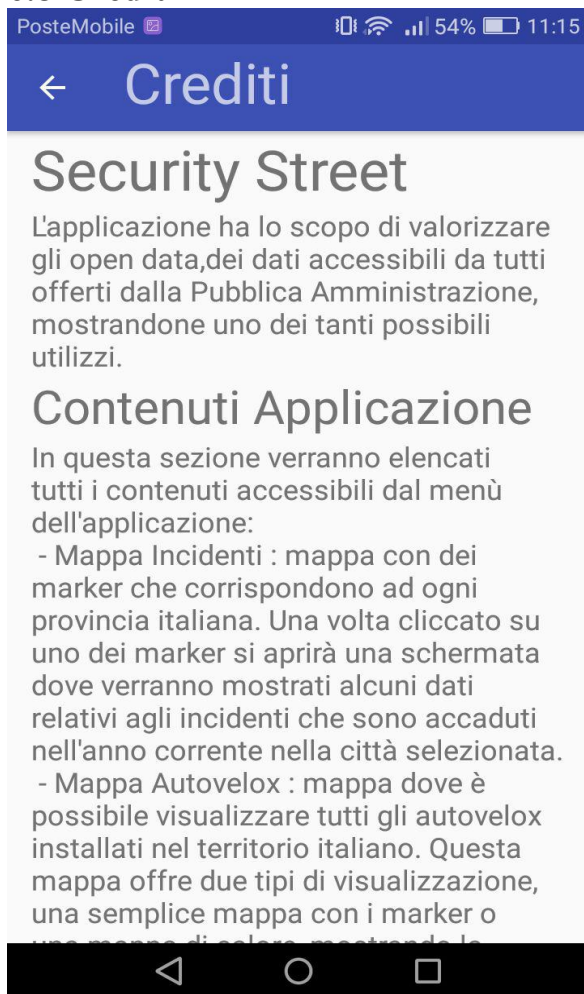 PosteMobile 54% 11:15
Crediti
Security Street
L'applicazione ha lo scopo di valorizzare
gli open data,dei dati accessibili da tutti
offerti dalla Pubblica Amministrazione,
mostrandone uno dei tanti possibili
utilizzi.
Contenuti Applicazione
In questa sezione verranno elencati
tutti i contenuti accessibili dal menù
dell'applicazione:
- Mappa Incidenti : mappa con dei
marker che corrispondono ad ogni
provincia italiana. Una volta cliccato su
uno dei marker si aprirà una schermata
dove verranno mostrati alcuni dati
relativi agli incidenti che sono accaduti
nell'anno corrente nella città selezionata.
- Mappa Autovelox : mappa dove è
possibile visualizzare tutti gli autovelox
installati nel territorio italiano. Questa
mappa offre due tipi di visualizzazione,
una semplice mappa con i marker o